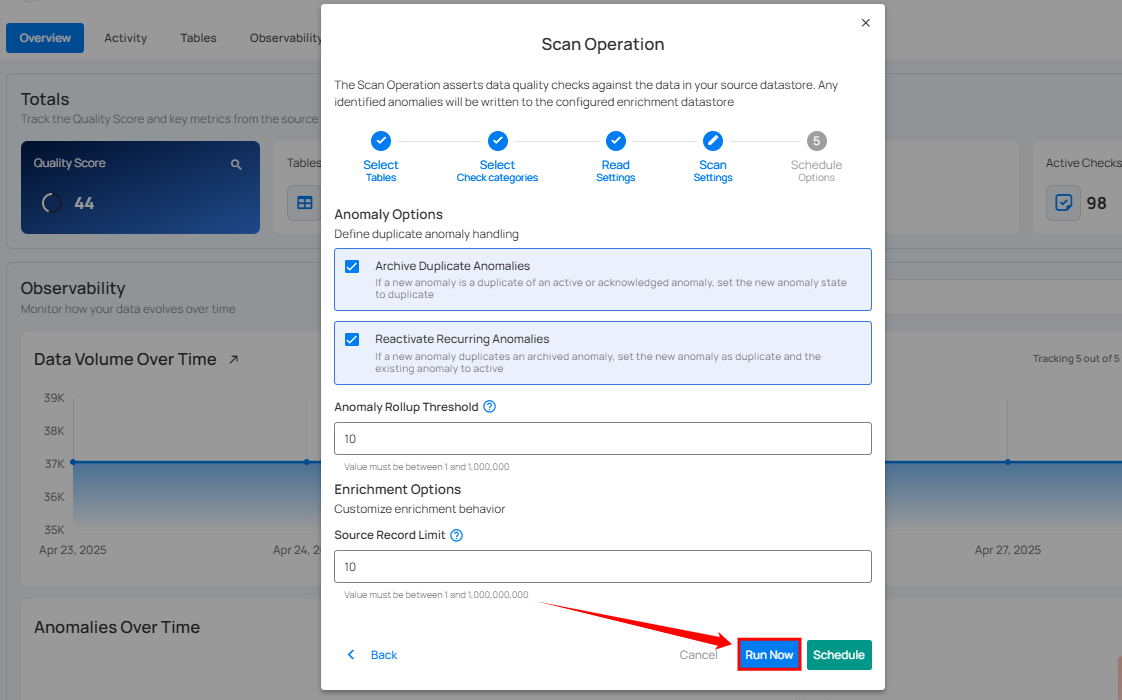 Overview
Activity
Tables
Observability
Totals
Track the Quality Score and key metrics from the source
Quality Score
44
Tables
Active Checks
98
Observability
Monitor how your data evolves over time
Data Volume Over Time
Tracking 5 out of 5
39K
38K
37K
36K
35K
Apr 23, 2025
Apr 24, 2
Apr 27, 2025
Anomalies Over Time
Scan Operation
The Scan Operation asserts data quality checks against the data in your source datastore. Any
identified anomalies will be written to the configured enrichment datastore
Select
Tables
Select
Check categories
Read
Settings
Scan
Settings
5
Schedule
Options
Anomaly Options
Define duplicate anomaly handling
Archive Duplicate Anomalies
If a new anomaly is a duplicate of an active or acknowledged anomaly, set the new anomaly state
to duplicate
Reactivate Recurring Anomalies
If a new anomaly duplicates an archived anomaly, set the new anomaly as duplicate and the
existing anomaly to active
Anomaly Rollup Threshold
10
Value must be between 1 and 1,000,000
Enrichment Options
Customize enrichment behavior
Source Record Limit
10
Value must be between 1 and 1,000,000,000
Back
Cancel
Run Now
Schedule